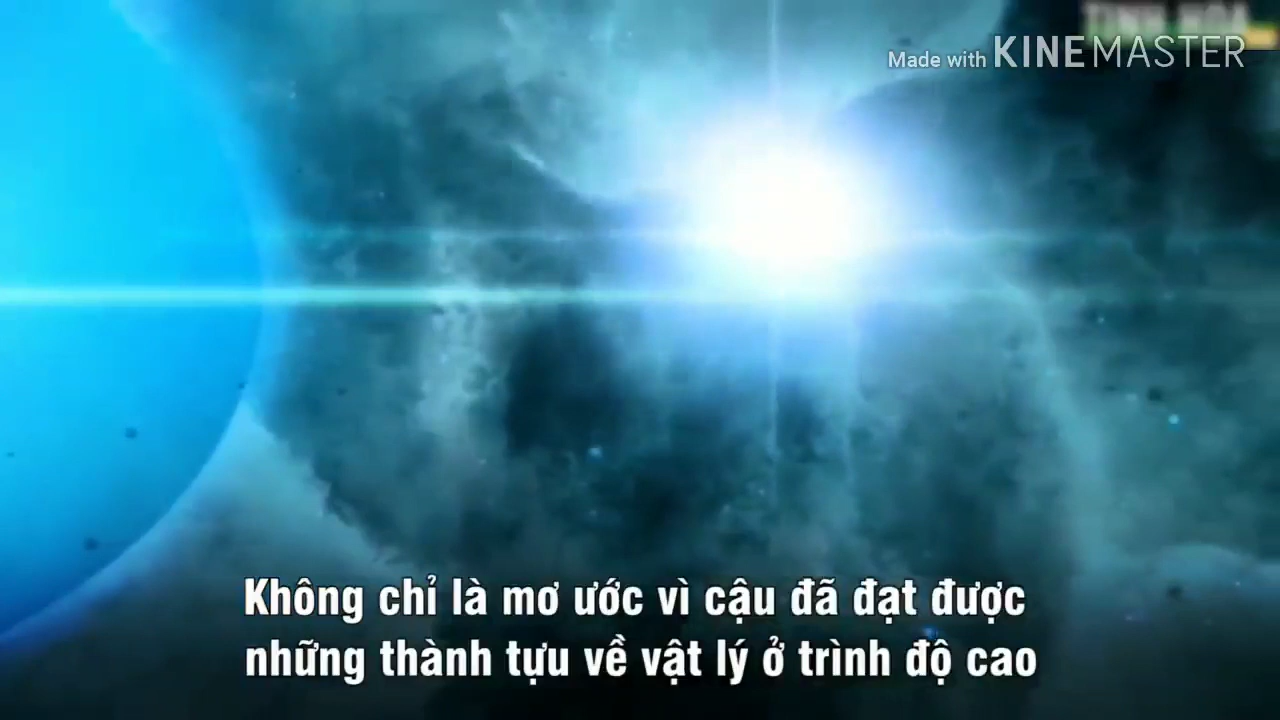 Made with KINEMASTER
Không chỉ là mơ ước vì cậu đã đạt được
những thành tựu về vật lý ở trình độ cao